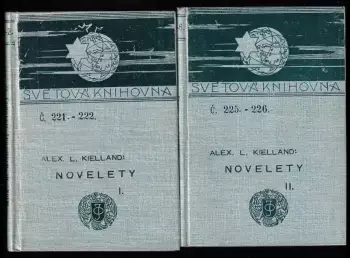 SVĚTOVÁ KNIHOVNA
Č. 221.-222.
ALEX. L. KIELLAND:
NOVELETY
I.
SVĚTOVÁ KNIHOVNA
Č. 225.-226.
ALEX. L. KIELLAND:
NOVELETY
II.